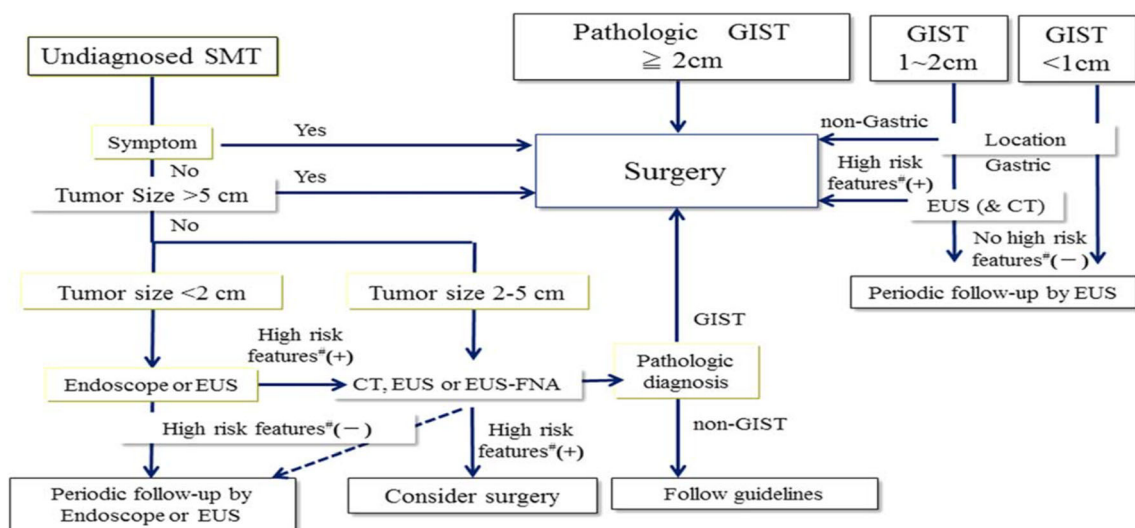 Undiagnosed SMT
Pathologic GIST
≧ 2cm
GIST
1~2cm
GIST
<1cm
Symptom
Yes
No
Tumor Size >5 cm
Yes
No
Surgery
non-Gastric
Location
Gastric
High risk
features#(+)
EUS (& CT)
No high risk
features#(−)
Periodic follow-up by EUS
Tumor size <2 cm
Tumor size 2-5 cm
High risk
features#(+)
Endoscope or EUS
CT, EUS or EUS-FNA
GIST
Pathologic
diagnosis
non-GIST
High risk features#(−)
High risk
features#(+)
Periodic follow-up by
Endoscope or EUS
Consider surgery
Follow guidelines